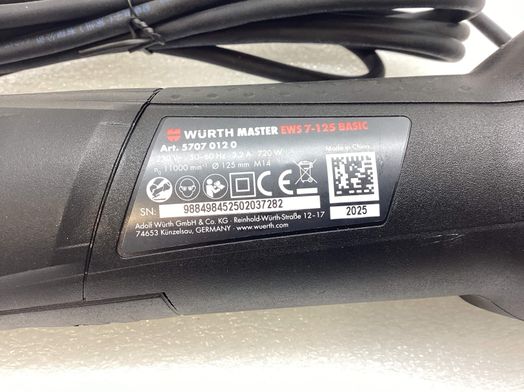 WÜRTH MASTER EWS 7-125 BASIC
Art. 5707 012 0
Made in China
230 V~ 50-60 Hz 3,2 A 720 W
n₀ 11000 min⁻¹ Ø 125 mm M14
SN: 988498452502037282
2025
Adolf Würth GmbH & Co. KG · Reinhold-Würth-Straße 12-17
74653 Künzelsau, GERMANY · www.wuerth.com